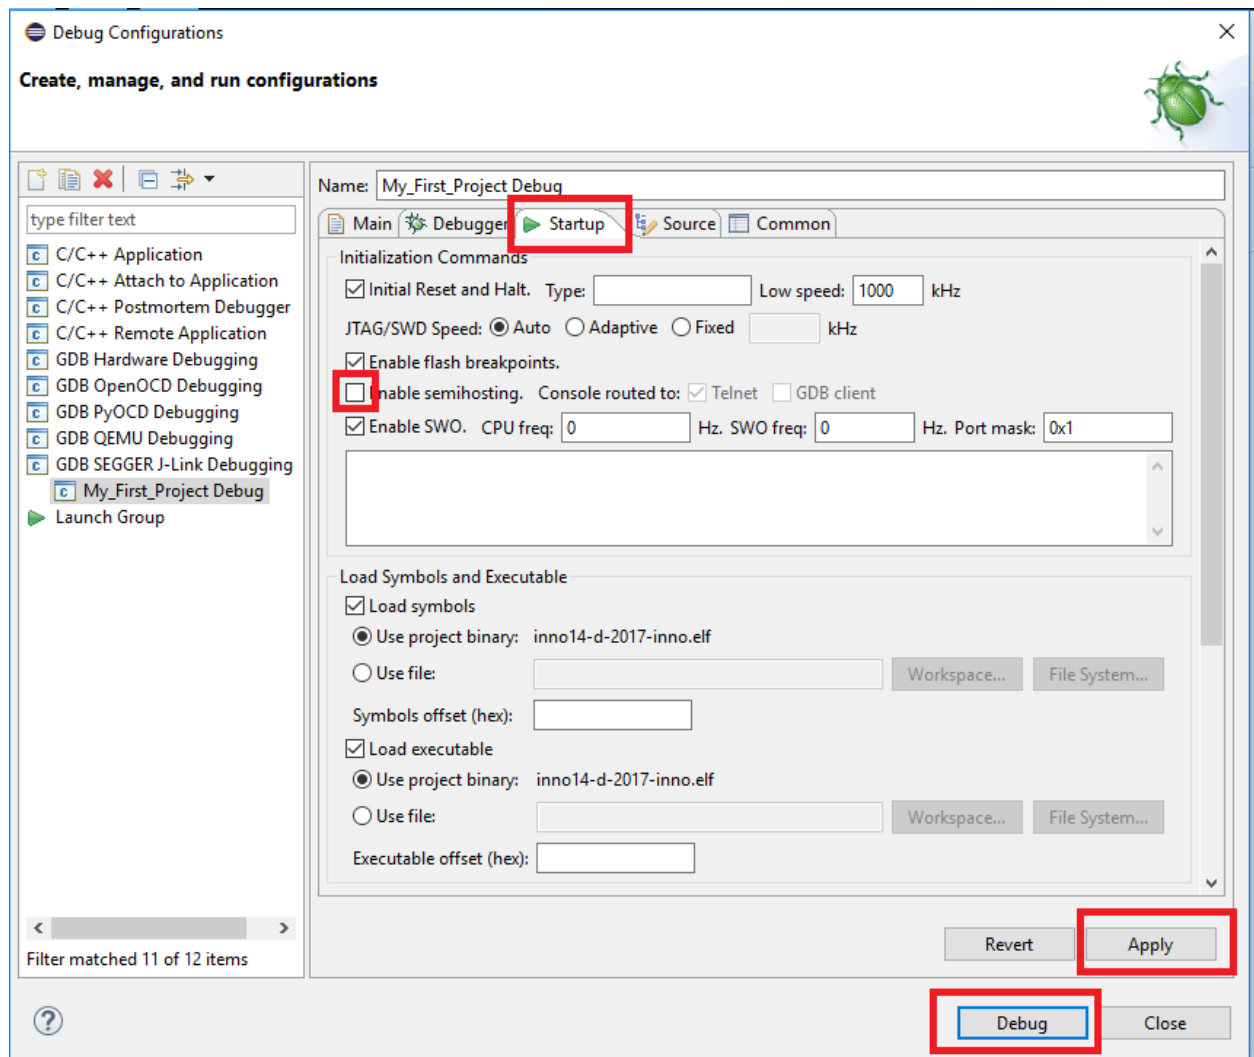 Debug Configurations
Create, manage, and run configurations
type filter text
C/C++ Application
C/C++ Attach to Application
C/C++ Postmortem Debugger
C/C++ Remote Application
GDB Hardware Debugging
GDB OpenOCD Debugging
GDB PyOCD Debugging
GDB QEMU Debugging
GDB SEGGER J-Link Debugging
My_First_Project Debug
Launch Group
Filter matched 11 of 12 items
Name: My_First_Project Debug
Main Debugger Startup Source Common
Initialization Commands
Initial Reset and Halt. Type: Low speed: 1000 kHz
JTAG/SWD Speed: Auto Adaptive Fixed kHz
Enable flash breakpoints.
Enable semihosting. Console routed to: Telnet GDB client
Enable SWO. CPU freq: 0 Hz. SWO freq: 0 Hz. Port mask: 0x1
Load Symbols and Executable
Load symbols
Use project binary: inno14-d-2017-inno.elf
Use file: Workspace... File System...
Symbols offset (hex):
Load executable
Use project binary: inno14-d-2017-inno.elf
Use file: Workspace... File System...
Executable offset (hex):
Revert Apply
Debug Close